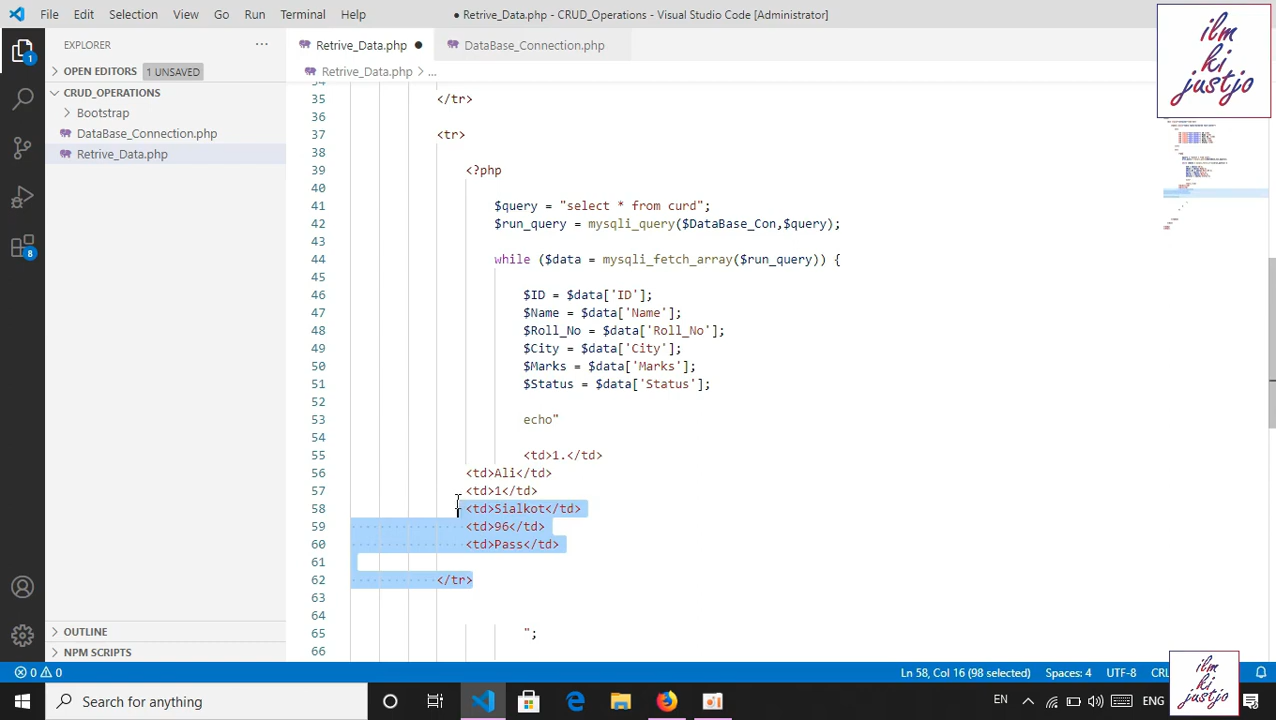 File Edit Selection View Go Run Terminal Help
● Retrive_Data.php - CRUD_Operations - Visual Studio Code [Administrator]
ilm
ki
justjo
EXPLORER
Retrive_Data.php
DataBase_Connection.php
OPEN EDITORS 1 UNSAVED
Retrive_Data.php > ...
CRUD_OPERATIONS
Bootstrap
DataBase_Connection.php
Retrive_Data.php
35 </tr>
36
37 <tr>
38
39 <?php
40
41 $query = "select * from curd";
42 $run_query = mysqli_query($DataBase_Con,$query);
43
44 while ($data = mysqli_fetch_array($run_query)) {
45
46 $ID = $data['ID'];
47 $Name = $data['Name'];
48 $Roll_No = $data['Roll_No'];
49 $City = $data['City'];
50 $Marks = $data['Marks'];
51 $Status = $data['Status'];
52
53 echo"
54
55 <td>1.</td>
56 <td>Ali</td>
57 <td>1</td>
58 <td>Sialkot</td>
59 <td>96</td>
60 <td>Pass</td>
61
62 </tr>
63
64
65 ";
66
1
8
OUTLINE
NPM SCRIPTS
0 0
Ln 58, Col 16 (98 selected) Spaces: 4 UTF-8
ilm
ki
justjo
Search for anything
EN ENG